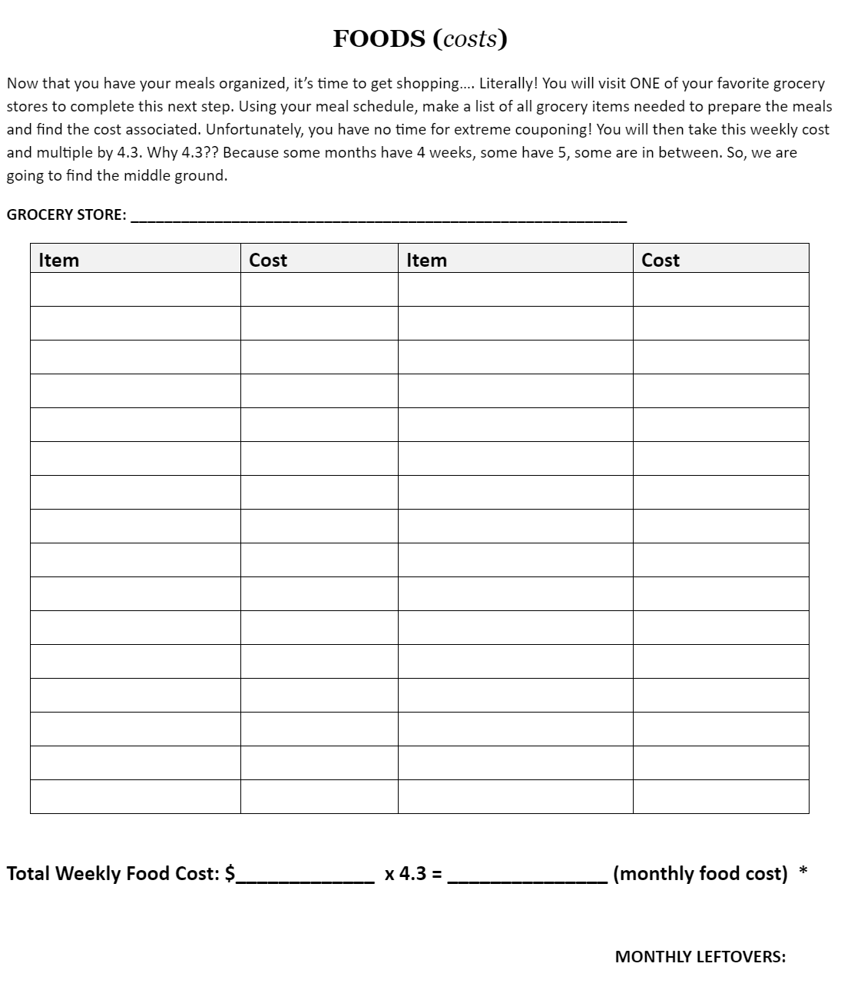 FOODS (costs)
Now that you have your meals organized, it’s time to get shopping.... Literally! You will visit ONE of your favorite grocery
stores to complete this next step. Using your meal schedule, make a list of all grocery items needed to prepare the meals
and find the cost associated. Unfortunately, you have no time for extreme couponing! You will then take this weekly cost
and multiple by 4.3. Why 4.3?? Because some months have 4 weeks, some have 5, some are in between. So, we are
going to find the middle ground.
GROCERY STORE: ____________________________________________________________
Item Cost Item Cost
Total Weekly Food Cost: $_____________ x 4.3 = _______________ (monthly food cost) *
MONTHLY LEFTOVERS: